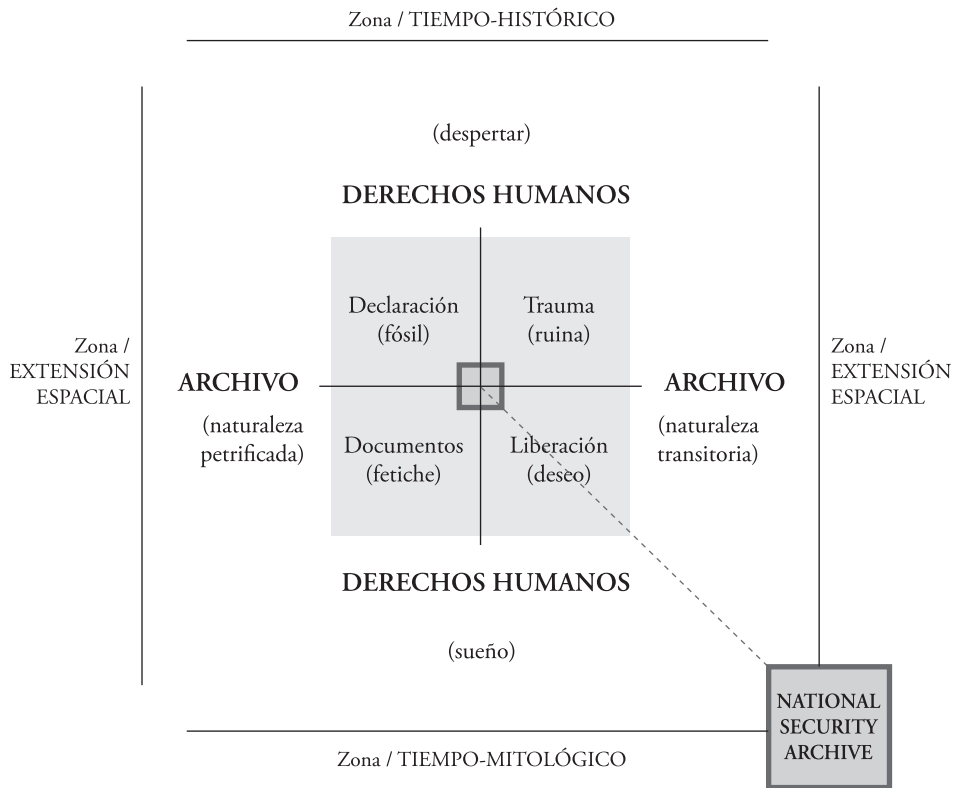 Zona / TIEMPO-HISTÓRICO
(despertar)
DERECHOS HUMANOS
Declaración
(fósil)
Trauma
(ruina)
Zona /
EXTENSIÓN
ESPACIAL
ARCHIVO
(naturaleza
petrificada)
ARCHIVO
(naturaleza
transitoria)
Zona /
EXTENSIÓN
ESPACIAL
Documentos
(fetiche)
Liberación
(deseo)
DERECHOS HUMANOS
(sueño)
NATIONAL
SECURITY
ARCHIVE
Zona / TIEMPO-MITOLÓGICO